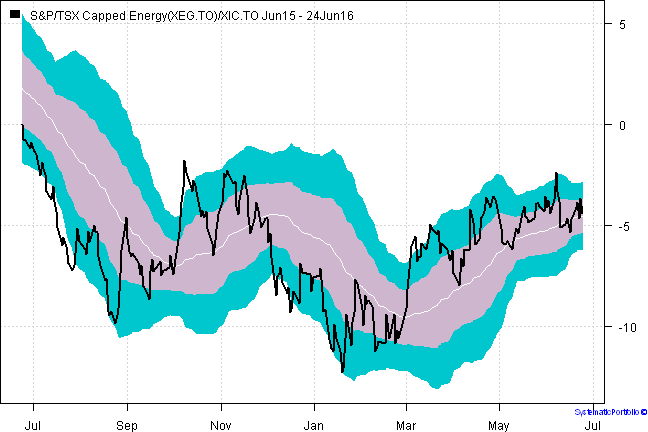 S&P/TSX Capped Energy(XEG.TO)/XIC.TO Jun15 - 24Jun16
5
0
-5
-10
SystematicPortfolio ©
Jul Sep Nov Jan Mar May Jul